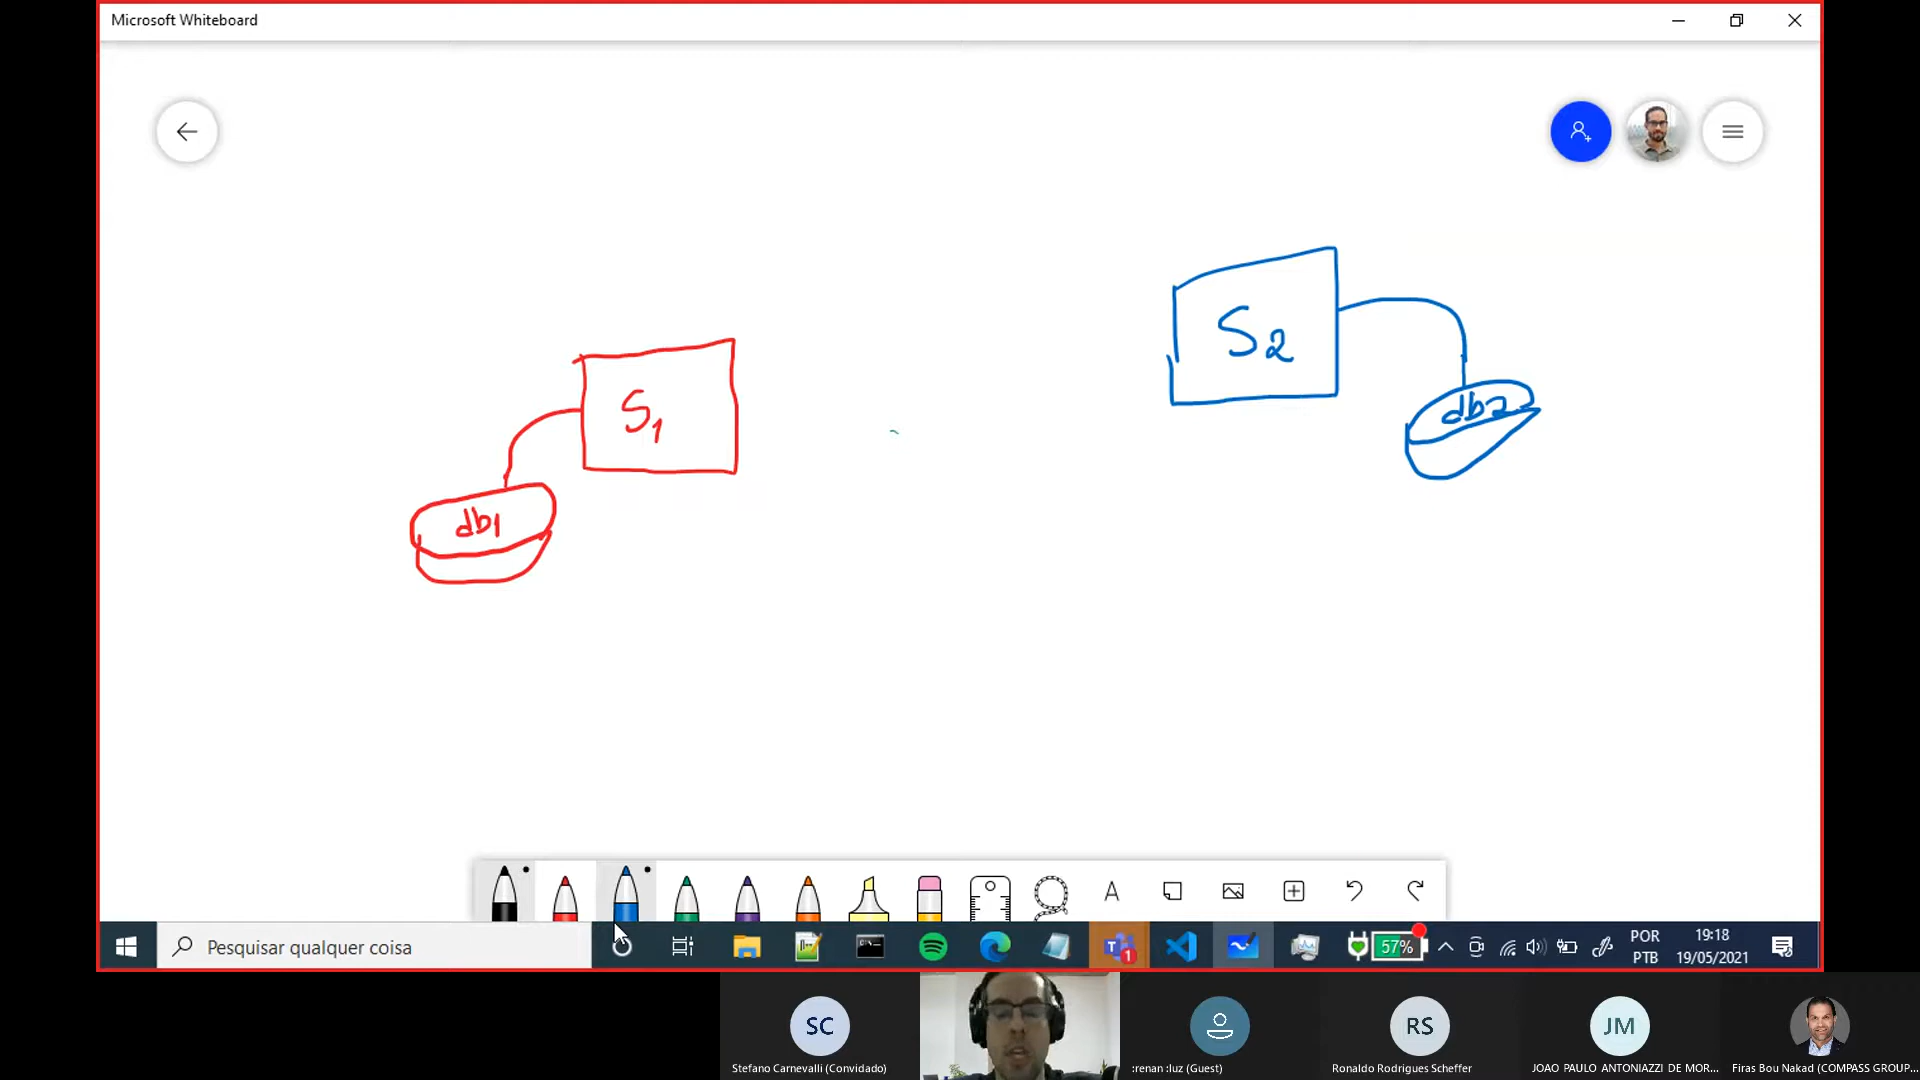 Microsoft Whiteboard
S2
db2
S1
db1
A
Pesquisar qualquer coisa
1
57%
POR
PTB
19:18
19/05/2021
SC
RS
JM
Stefano Carnevalli (Convidado)
:renan :luz (Guest)
Ronaldo Rodrigues Scheffer
JOAO PAULO ANTONIAZZI DE MOR...
Firas Bou Nakad (COMPASS GROUP...